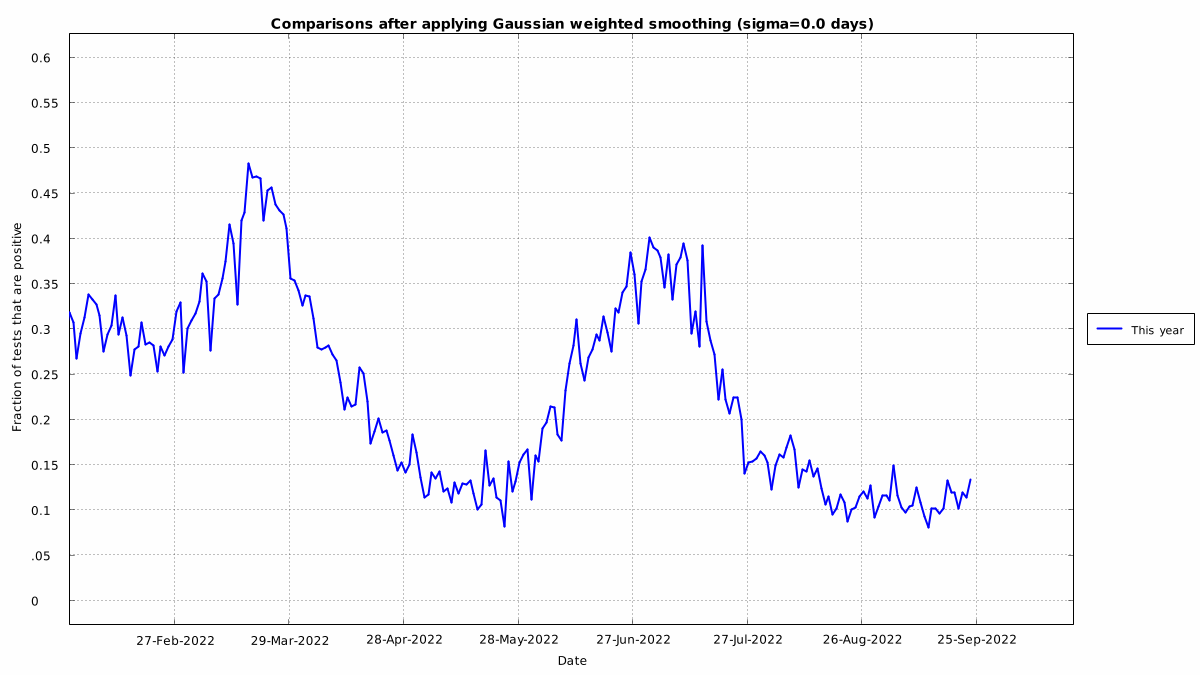 Comparisons after applying Gaussian weighted smoothing (sigma=0.0 days)
0.6
0.55
0.5
0.45
0.4
0.35
0.3
0.25
0.2
0.15
0.1
.05
0
Fraction of tests that are positive
27-Feb-2022 29-Mar-2022 28-Apr-2022 28-May-2022 27-Jun-2022 27-Jul-2022 26-Aug-2022 25-Sep-2022
Date
This year